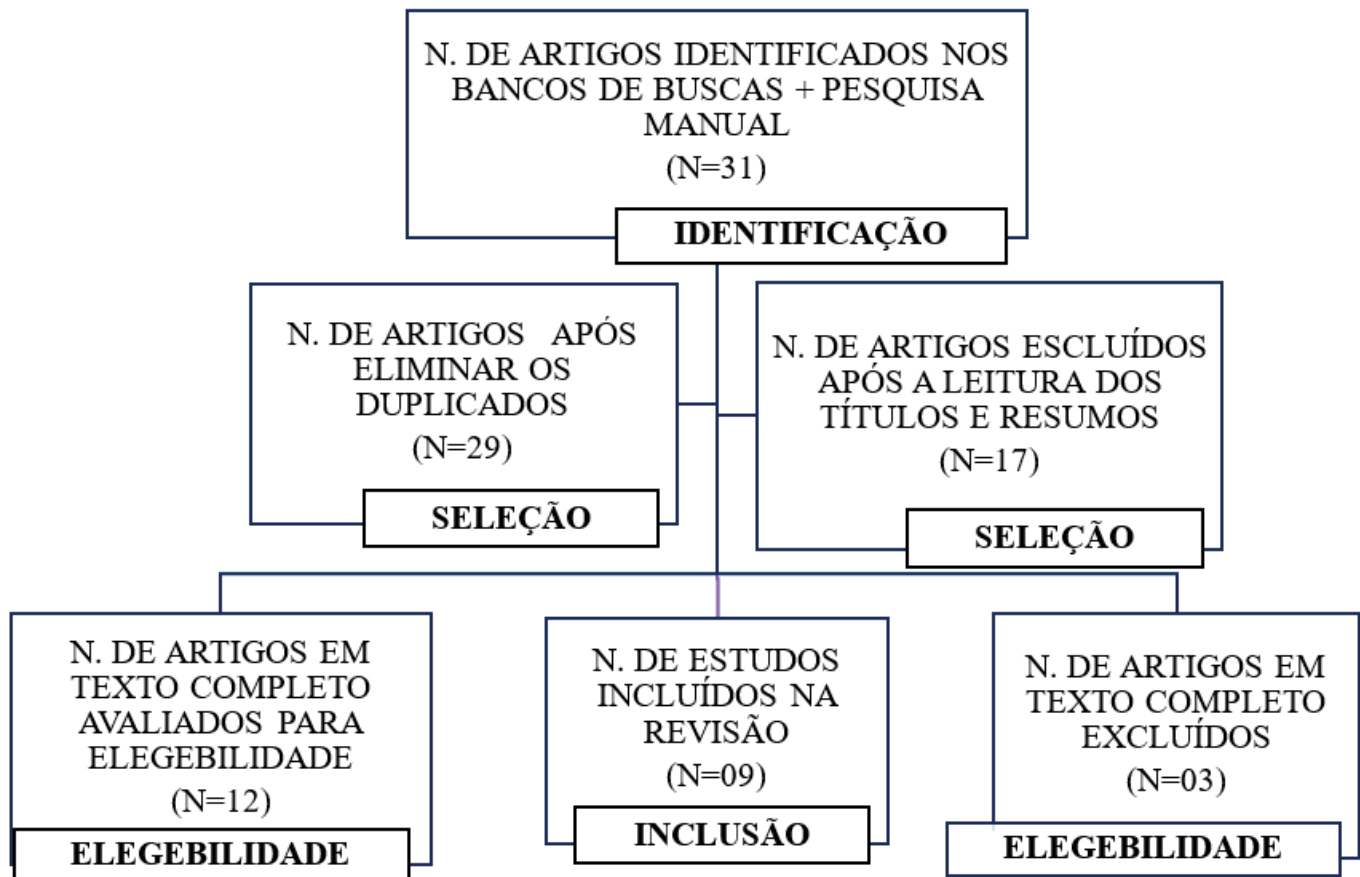 N. DE ARTIGOS IDENTIFICADOS NOS
BANCOS DE BUSCAS + PESQUISA
MANUAL
(N=31)
IDENTIFICAÇÃO
N. DE ARTIGOS APÓS
ELIMINAR OS
DUPLICADOS
(N=29)
SELEÇÃO
N. DE ARTIGOS ESCLUÍDOS
APÓS A LEITURA DOS
TÍTULOS E RESUMOS
(N=17)
SELEÇÃO
N. DE ARTIGOS EM
TEXTO COMPLETO
AVALIADOS PARA
ELEGEBILIDADE
(N=12)
ELEGEBILIDADE
N. DE ESTUDOS
INCLUÍDOS NA
REVISÃO
(N=09)
INCLUSÃO
N. DE ARTIGOS EM
TEXTO COMPLETO
EXCLUÍDOS
(N=03)
ELEGEBILIDADE